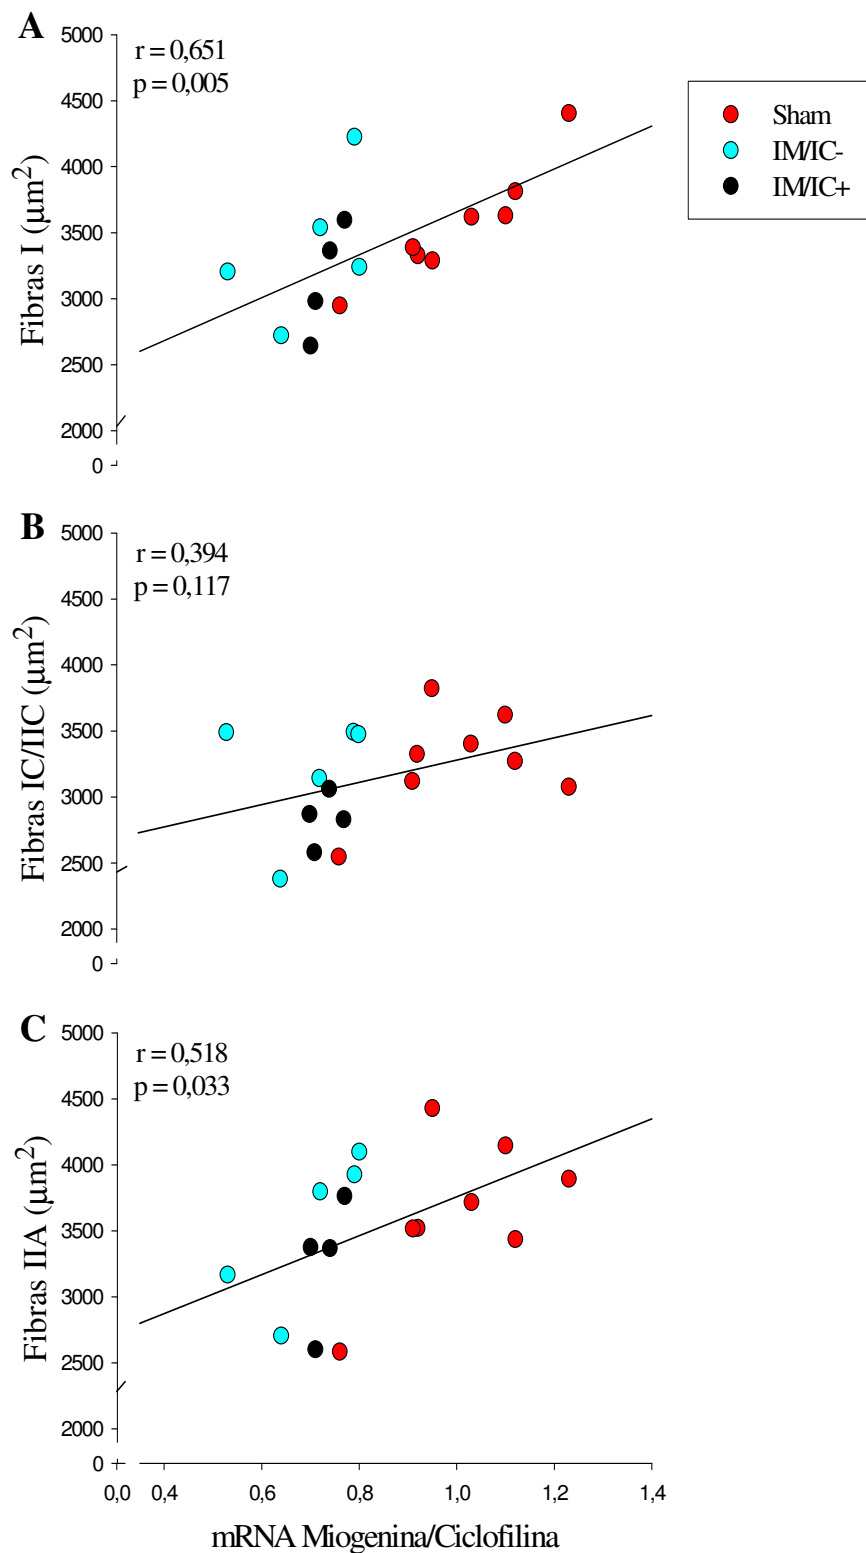 A
r = 0,651
p = 0,005
5000
4500
4000
3500
3000
2500
2000
0
Fibras I (μm²)
Sham
IM/IC-
IM/IC+
B
r = 0,394
p = 0,117
5000
4500
4000
3500
3000
2500
2000
0
Fibras IC/IIC (μm²)
C
r = 0,518
p = 0,033
5000
4500
4000
3500
3000
2500
2000
0
Fibras IIA (μm²)
0,0 0,4 0,6 0,8 1,0 1,2 1,4
mRNA Miogenina/Ciclofilina